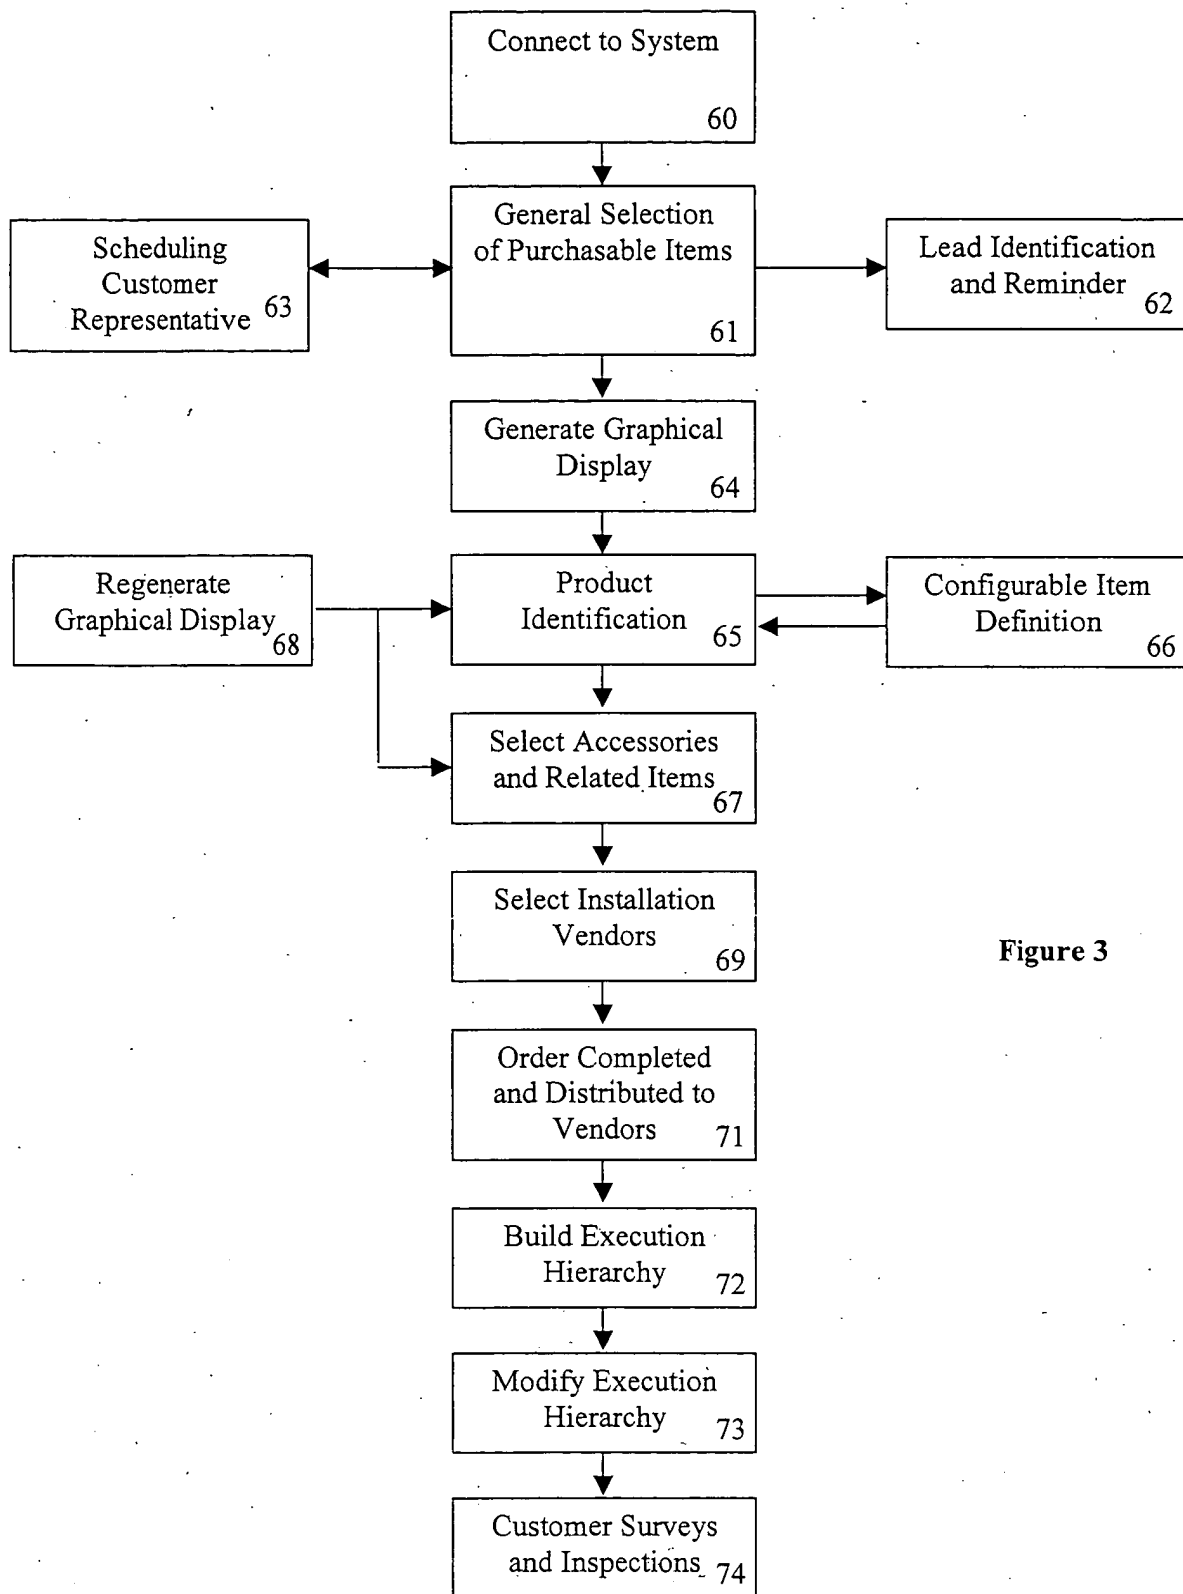 Connect to System
60
General Selection
of Purchasable Items
61
Scheduling
Customer
Representative 63
Lead Identification
and Reminder
62
Generate Graphical
Display
64
Regenerate
Graphical Display
68
Product
Identification
65
Configurable Item
Definition
66
Select Accessories
and Related Items
67
Select Installation
Vendors
69
Figure 3
Order Completed
and Distributed to
Vendors 71
Build Execution
Hierarchy
72
Modify Execution
Hierarchy
73
Customer Surveys
and Inspections 74